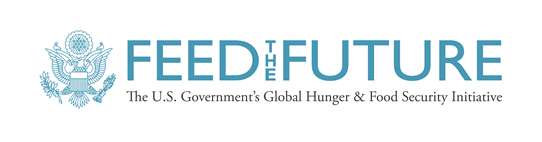 FEED THE FUTURE
The U.S. Government's Global Hunger & Food Security Initiative